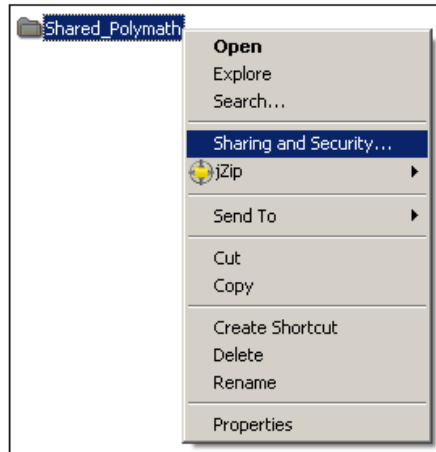 Shared_Polymath
Open
Explore
Search...
Sharing and Security...
jZip
Send To
Cut
Copy
Create Shortcut
Delete
Rename
Properties